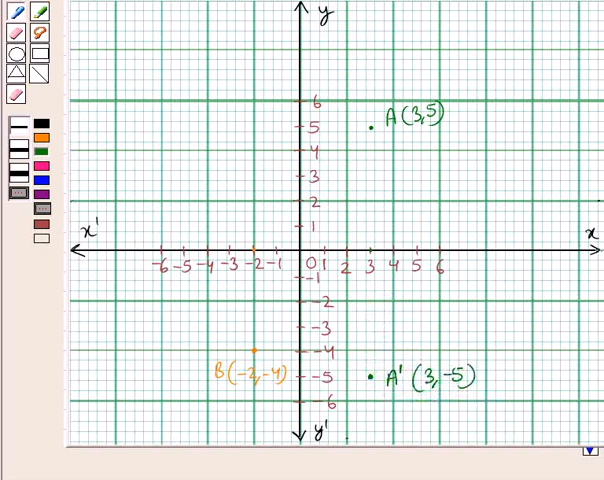 y
6
5
A(3,5)
4
3
2
1
x' x
-6 -5 -4 -3 -2 -1 0 1 2 3 4 5 6
-1
-2
-3
-4
B(-2,-4) -5 A' (3,-5)
-6
y'